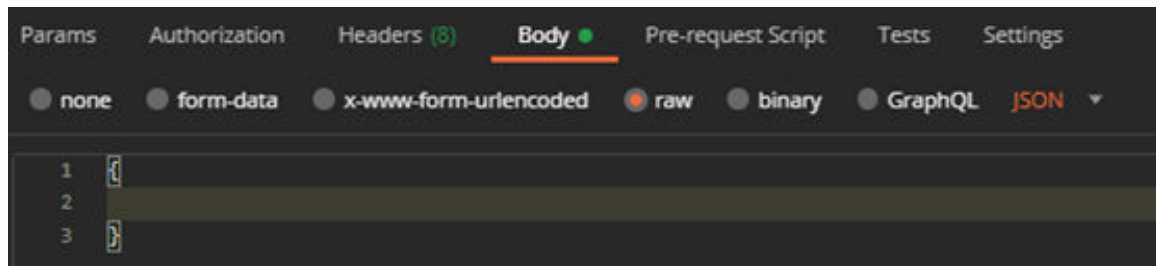 Params Authorization Headers (8) Body Pre-request Script Tests Settings
none form-data x-www-form-urlencoded raw binary GraphQL JSON
1 {
2
3 }